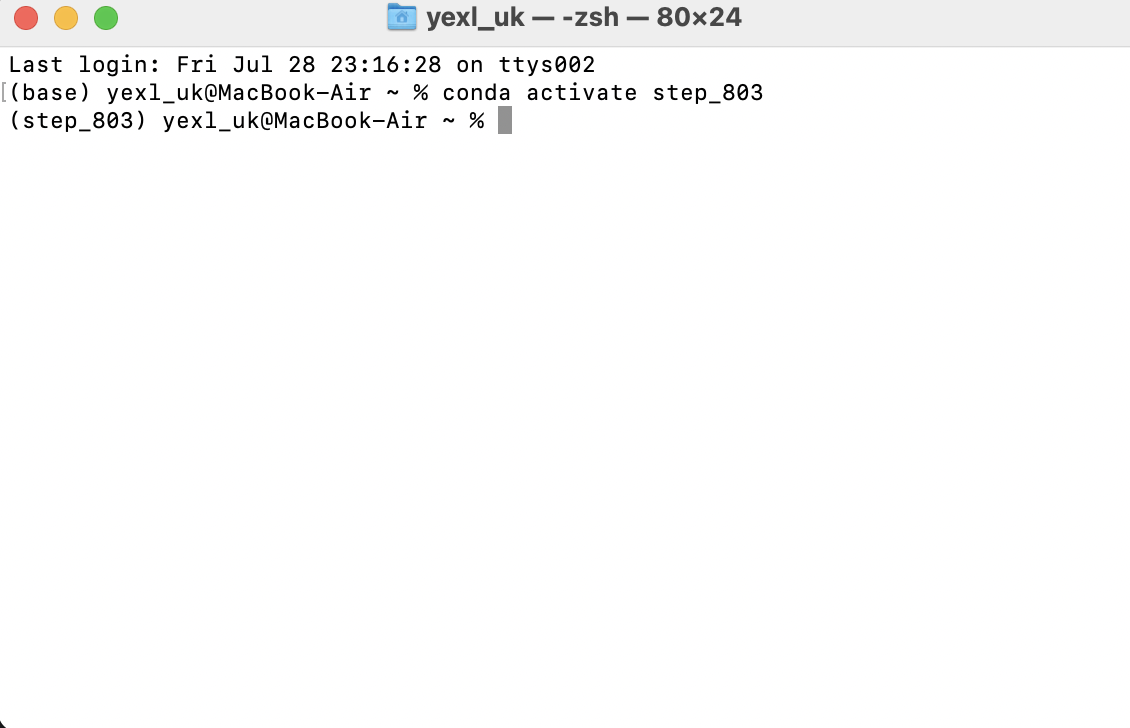 yexl_uk — -zsh — 80×24
Last login: Fri Jul 28 23:16:28 on ttys002
[(base) yexl_uk@MacBook-Air ~ % conda activate step_803
(step_803) yexl_uk@MacBook-Air ~ %